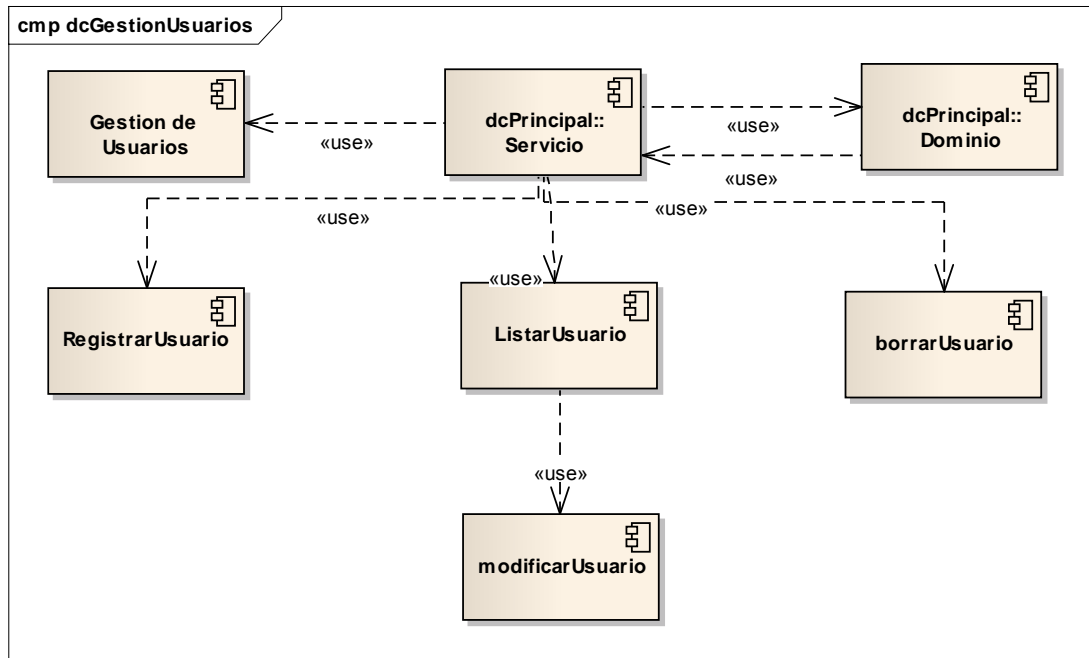 cmp dcGestionUsuarios
Gestion de
Usuarios
dcPrincipal::
Servicio
dcPrincipal::
Dominio
«use»
«use»
«use»
«use»
«use»
«use»
RegistrarUsuario
ListarUsuario
borrarUsuario
«use»
modificarUsuario